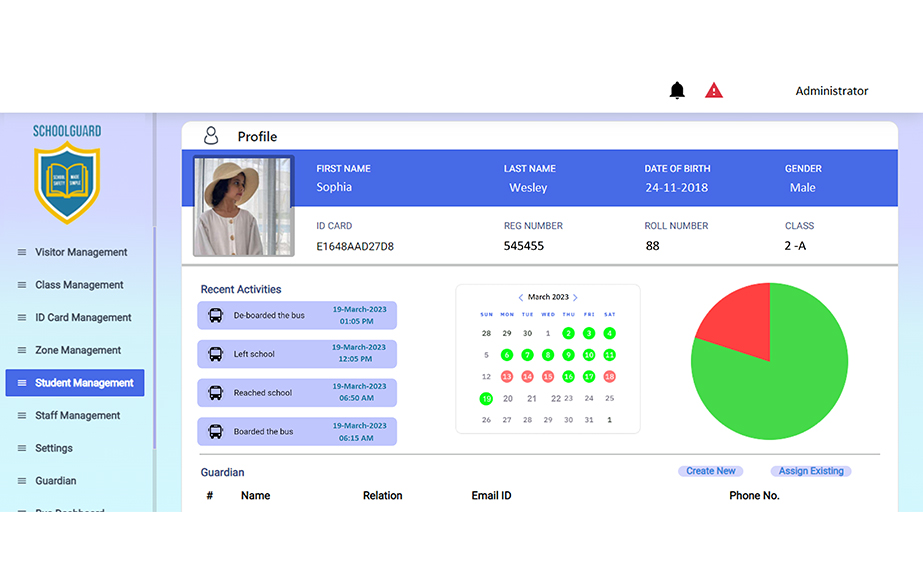 Administrator
SCHOOLGUARD
SCHOOL SAFETY MADE SIMPLE
Visitor Management
Class Management
ID Card Management
Zone Management
Student Management
Staff Management
Settings
Guardian
Bus Dashboard
Profile
FIRST NAME LAST NAME DATE OF BIRTH GENDER
Sophia Wesley 24-11-2018 Male
ID CARD REG NUMBER ROLL NUMBER CLASS
E1648AAD27D8 545455 88 2 -A
Recent Activities
De-boarded the bus 19-March-2023
01:05 PM
Left school 19-March-2023
12:05 PM
Reached school 19-March-2023
06:50 AM
Boarded the bus 19-March-2023
06:15 AM
March 2023
SUN MON TUE WED THU FRI SAT
28 29 30 1 2 3 4
5 6 7 8 9 10 11
12 13 14 15 16 17 18
19 20 21 22 23 24 25
26 27 28 29 30 31 1
Guardian Create New Assign Existing
# Name Relation Email ID Phone No.